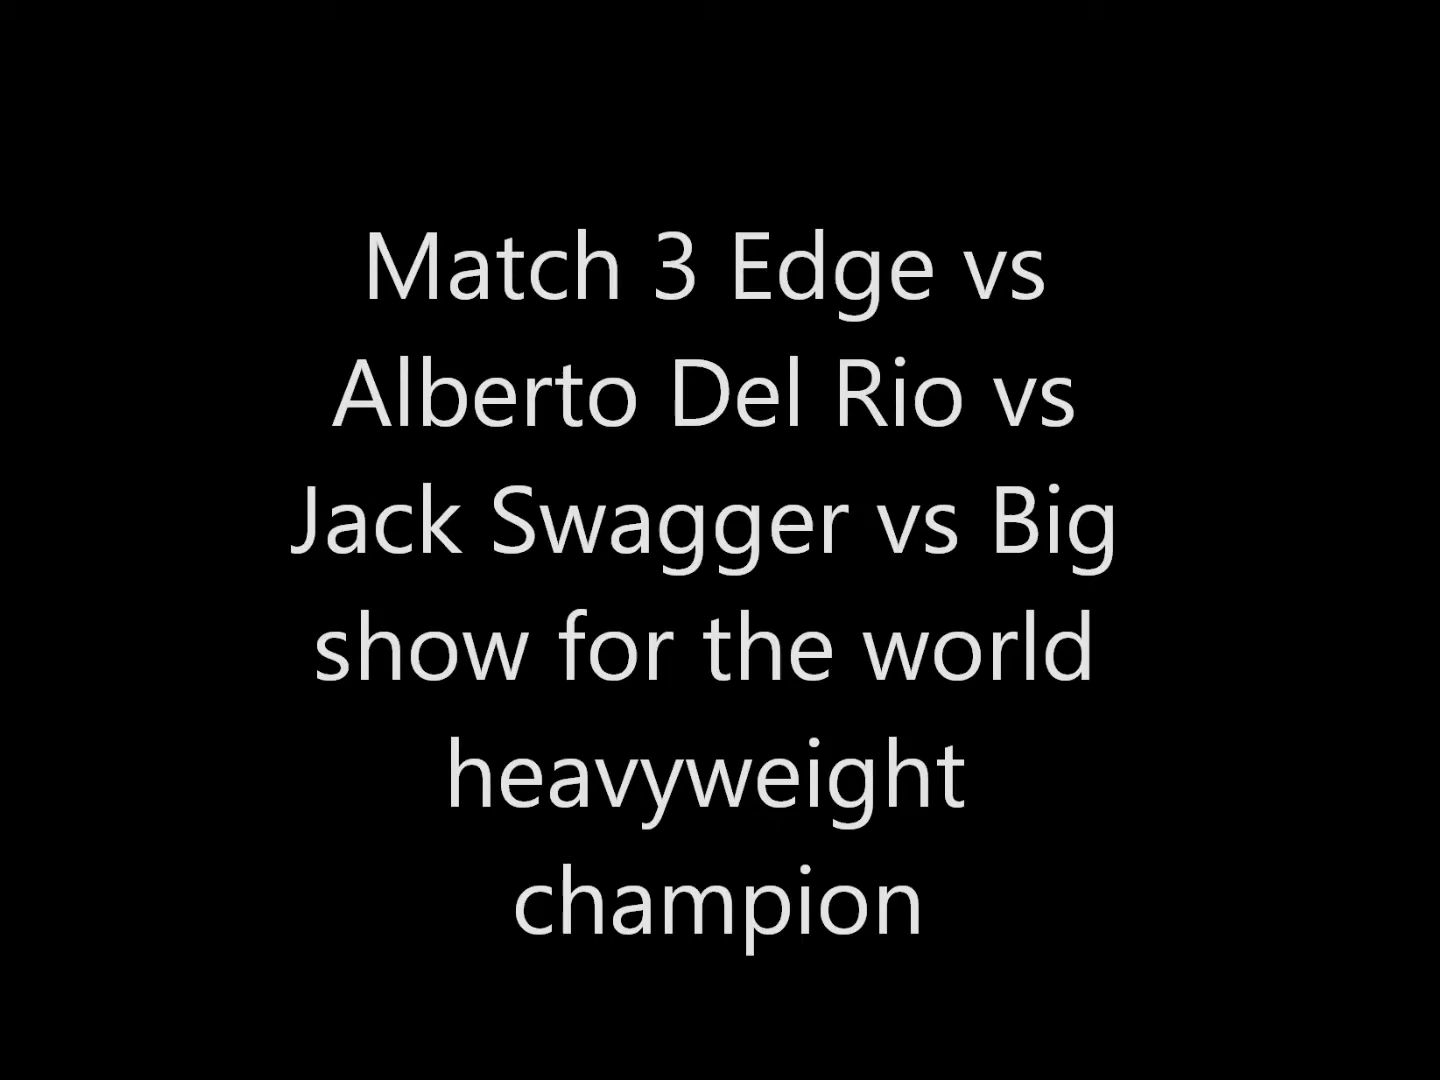 Match 3 Edge vs
Alberto Del Rio vs
Jack Swagger vs Big
show for the world
heavyweight
champion